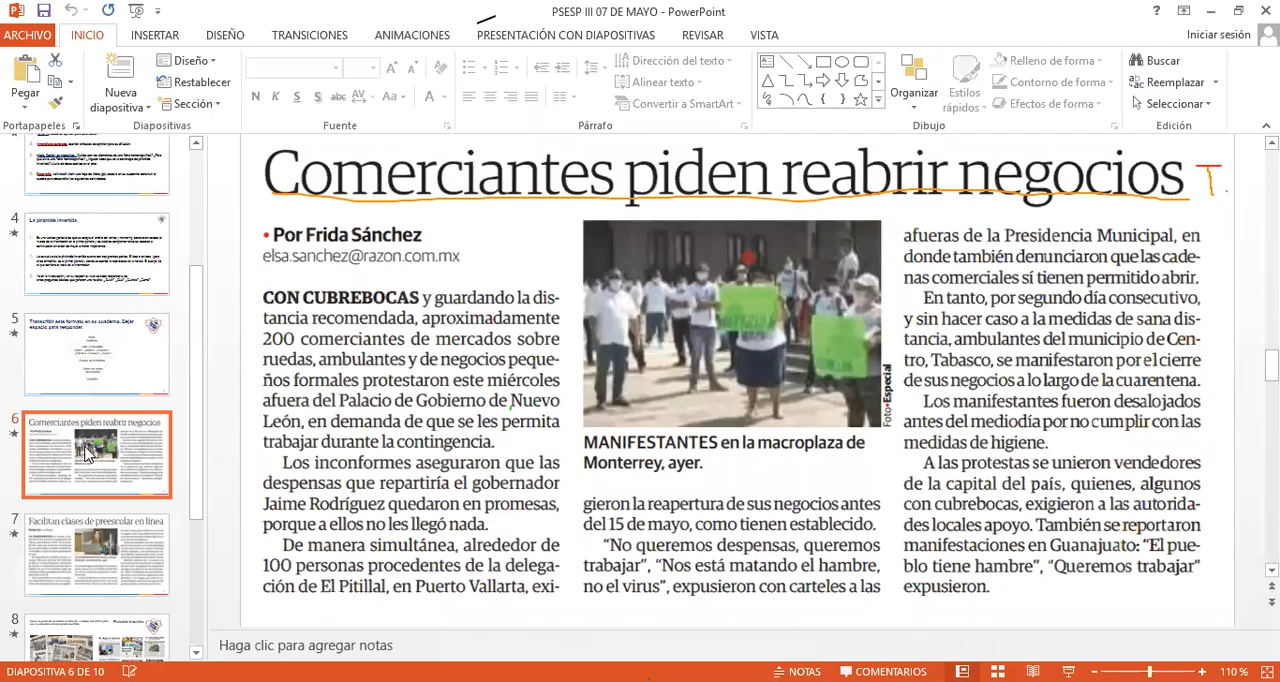 PSESP III 07 DE MAYO - PowerPoint
ARCHIVO INICIO INSERTAR DISEÑO TRANSICIONES ANIMACIONES PRESENTACIÓN CON DIAPOSITIVAS REVISAR VISTA Iniciar sesión
Pegar
Nueva diapositiva
Diseño
Restablecer
Sección
N K S S abc AV Aa A
Dirección del texto
Alinear texto
Convertir a SmartArt
Organizar
Estilos rápidos
Relleno de forma
Contorno de forma
Efectos de forma
Buscar
Reemplazar
Seleccionar
Portapapeles Diapositivas Fuente Párrafo Dibujo Edición
4
La pirámide invertida.
5
Transcribir este formato en su cuaderno. Dejar espacio para responder.
6
Comerciantes piden reabrir negocios
7
Facilitan clases de preescolar en línea
8
Comerciantes piden reabrir negocios T.
• Por Frida Sánchez
elsa.sanchez@razon.com.mx
CON CUBREBOCAS y guardando la dis-
tancia recomendada, aproximadamente
200 comerciantes de mercados sobre
ruedas, ambulantes y de negocios peque-
ños formales protestaron este miércoles
afuera del Palacio de Gobierno de Nuevo
León, en demanda de que se les permita
trabajar durante la contingencia.
Los inconformes aseguraron que las
despensas que repartiría el gobernador
Jaime Rodríguez quedaron en promesas,
porque a ellos no les llegó nada.
De manera simultánea, alrededor de
100 personas procedentes de la delega-
ción de El Pitillal, en Puerto Vallarta, exi-
Foto•Especial
MANIFESTANTES en la macroplaza de
Monterrey, ayer.
gieron la reapertura de sus negocios antes
del 15 de mayo, como tienen establecido.
“No queremos despensas, queremos
trabajar”, “Nos está matando el hambre,
no el virus”, expusieron con carteles a las
afueras de la Presidencia Municipal, en
donde también denunciaron que las cade-
nas comerciales sí tienen permitido abrir.
En tanto, por segundo día consecutivo,
y sin hacer caso a la medidas de sana dis-
tancia, ambulantes del municipio de Cen-
tro, Tabasco, se manifestaron por el cierre
de sus negocios a lo largo de la cuarentena.
Los manifestantes fueron desalojados
antes del mediodía por no cumplir con las
medidas de higiene.
A las protestas se unieron vendedores
de la capital del país, quienes, algunos
con cubrebocas, exigieron a las autorida-
des locales apoyo. También se reportaron
manifestaciones en Guanajuato: “El pue-
blo tiene hambre”, “Queremos trabajar”
expusieron.
Haga clic para agregar notas
DIAPOSITIVA 6 DE 10 NOTAS COMENTARIOS 110 %